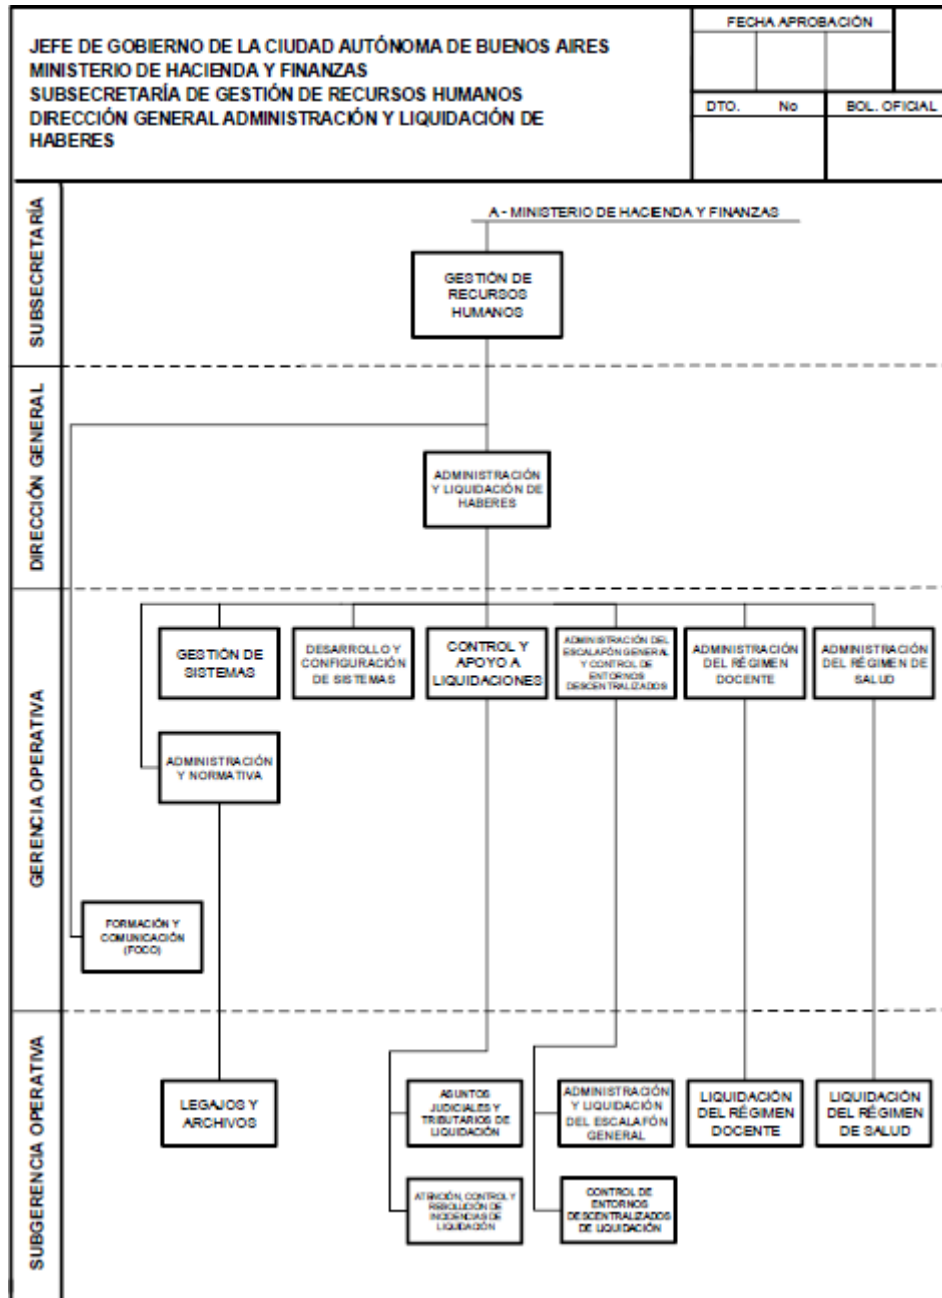 JEFE DE GOBIERNO DE LA CIUDAD AUTÓNOMA DE BUENOS AIRES
MINISTERIO DE HACIENDA Y FINANZAS
SUBSECRETARÍA DE GESTIÓN DE RECURSOS HUMANOS
DIRECCIÓN GENERAL ADMINISTRACIÓN Y LIQUIDACIÓN DE
HABERES
FECHA APROBACIÓN
DTO. No BOL. OFICIAL
SUBSECRETARÍA
A - MINISTERIO DE HACIENDA Y FINANZAS
GESTIÓN DE
RECURSOS
HUMANOS
DIRECCIÓN GENERAL
ADMINISTRACIÓN
Y LIQUIDACIÓN DE
HABERES
GERENCIA OPERATIVA
GESTIÓN DE
SISTEMAS
DESARROLLO Y
CONFIGURACIÓN
DE SISTEMAS
CONTROL Y
APOYO A
LIQUIDACIONES
ADMINISTRACIÓN DEL
ESCALAFÓN GENERAL
Y CONTROL DE
ENTORNOS
DESCENTRALIZADOS
ADMINISTRACIÓN
DEL RÉGIMEN
DOCENTE
ADMINISTRACIÓN
DEL RÉGIMEN DE
SALUD
ADMINISTRACIÓN
Y NORMATIVA
FORMACIÓN Y
COMUNICACIÓN
(FOCO)
SUBGERENCIA OPERATIVA
LEGAJOS Y
ARCHIVOS
ASUNTOS
JUDICIALES Y
TRIBUTARIOS DE
LIQUIDACIÓN
ADMINISTRACIÓN
Y LIQUIDACIÓN
DEL ESCALAFÓN
GENERAL
LIQUIDACIÓN
DEL RÉGIMEN
DOCENTE
LIQUIDACIÓN
DEL RÉGIMEN
DE SALUD
ATENCIÓN, CONTROL Y
RESOLUCIÓN DE
INCIDENCIAS DE
LIQUIDACIÓN
CONTROL DE
ENTORNOS
DESCENTRALIZADOS
DE LIQUIDACIÓN